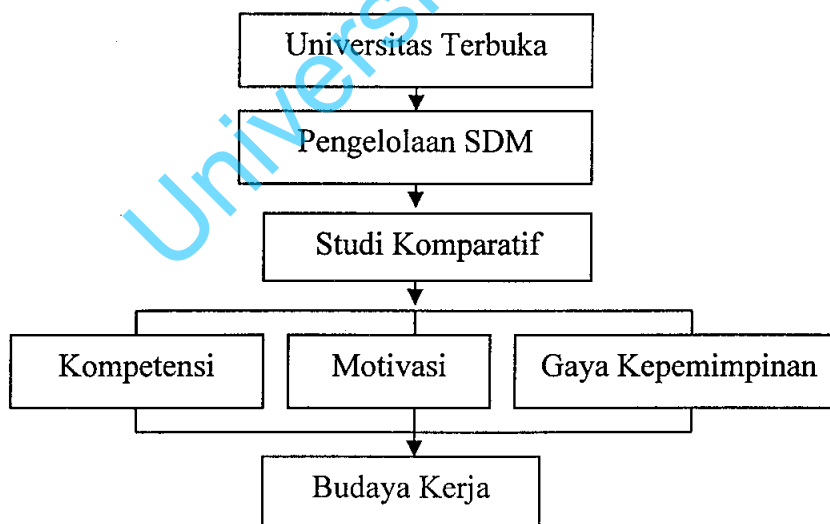 Universitas Terbuka
Pengelolaan SDM
Studi Komparatif
Kompetensi
Motivasi
Gaya Kepemimpinan
Budaya Kerja